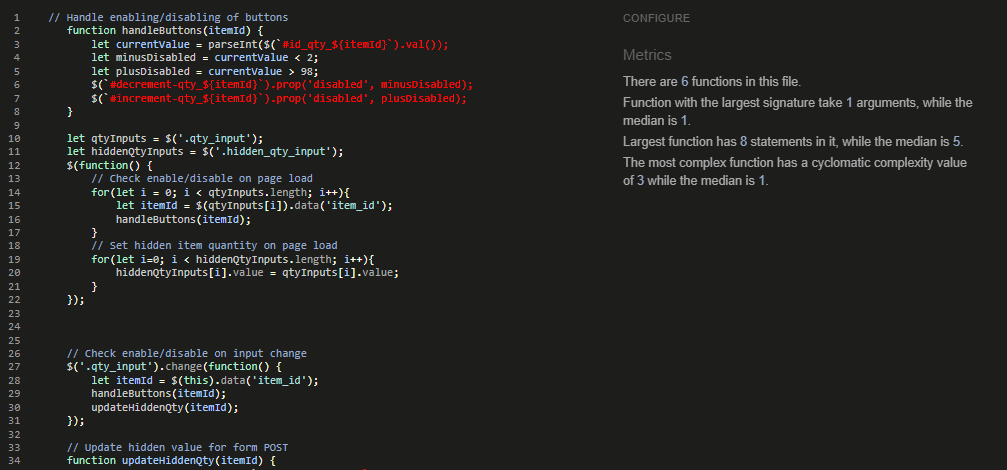 1 // Handle enabling/disabling of buttons
2 function handleButtons(itemId) {
3 let currentValue = parseInt($(`#id_qty_${itemId}`).val());
4 let minusDisabled = currentValue < 2;
5 let plusDisabled = currentValue > 98;
6 $(`#decrement-qty_${itemId}`).prop('disabled', minusDisabled);
7 $(`#increment-qty_${itemId}`).prop('disabled', plusDisabled);
8 }
9
10 let qtyInputs = $('.qty_input');
11 let hiddenQtyInputs = $('.hidden_qty_input');
12 $(function() {
13 // Check enable/disable on page load
14 for(let i = 0; i < qtyInputs.length; i++){
15 let itemId = $(qtyInputs[i]).data('item_id');
16 handleButtons(itemId);
17 }
18 // Set hidden item quantity on page load
19 for(let i=0; i < hiddenQtyInputs.length; i++){
20 hiddenQtyInputs[i].value = qtyInputs[i].value;
21 }
22 });
23
24
25
26 // Check enable/disable on input change
27 $('.qty_input').change(function() {
28 let itemId = $(this).data('item_id');
29 handleButtons(itemId);
30 updateHiddenQty(itemId);
31 });
32
33 // Update hidden value for form POST
34 function updateHiddenQty(itemId) {
CONFIGURE
Metrics
There are 6 functions in this file.
Function with the largest signature take 1 arguments, while the
median is 1.
Largest function has 8 statements in it, while the median is 5.
The most complex function has a cyclomatic complexity value
of 3 while the median is 1.